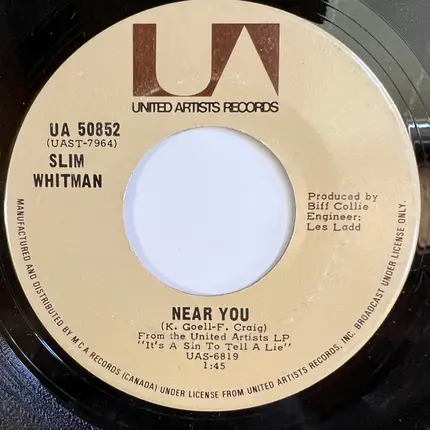 UA
UNITED ARTISTS RECORDS
UA 50852
(UAST-7964)
SLIM
WHITMAN
Produced by
Biff Collie
Engineer:
Les Ladd
NEAR YOU
(K. Goell-F. Craig)
From the United Artists LP
"It's A Sin To Tell A Lie"
UAS-6819
1:45
MANUFACTURED AND DISTRIBUTED BY M.C.A RECORDS (CANADA) UNDER LICENSE FROM UNITED ARTISTS RECORDS, INC. BROADCAST UNDER LICENSE ONLY.